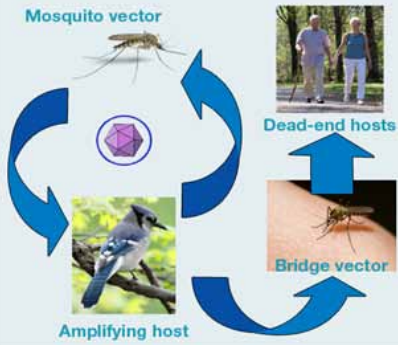 Mosquito vector
Dead-end hosts
Bridge vector
Amplifying host